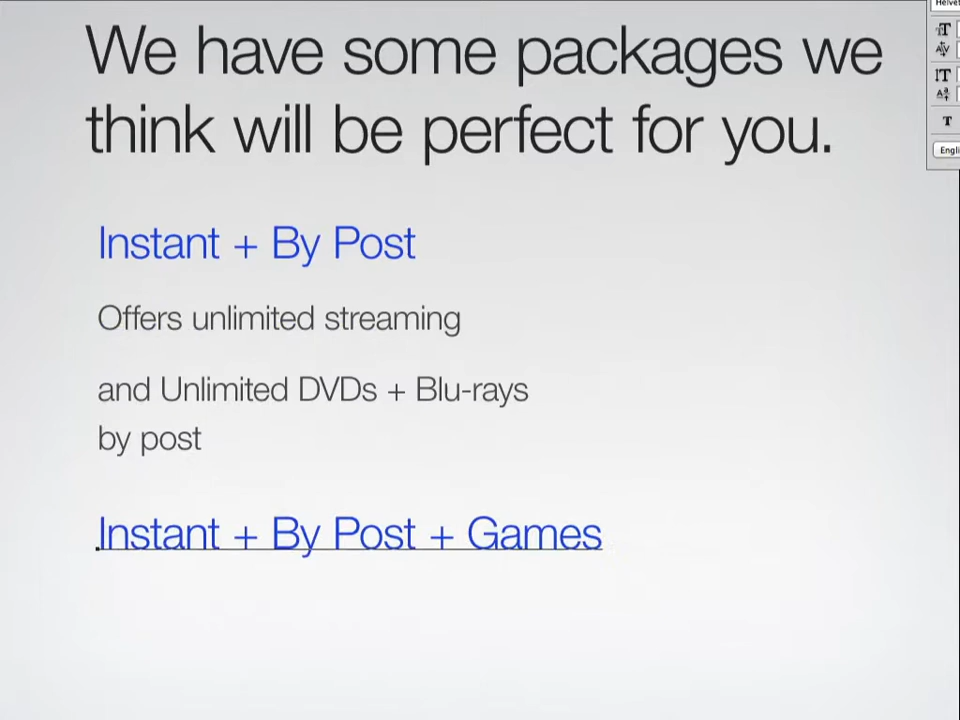 We have some packages we
think will be perfect for you.
Instant + By Post
Offers unlimited streaming
and Unlimited DVDs + Blu-rays
by post
Instant + By Post + Games
T